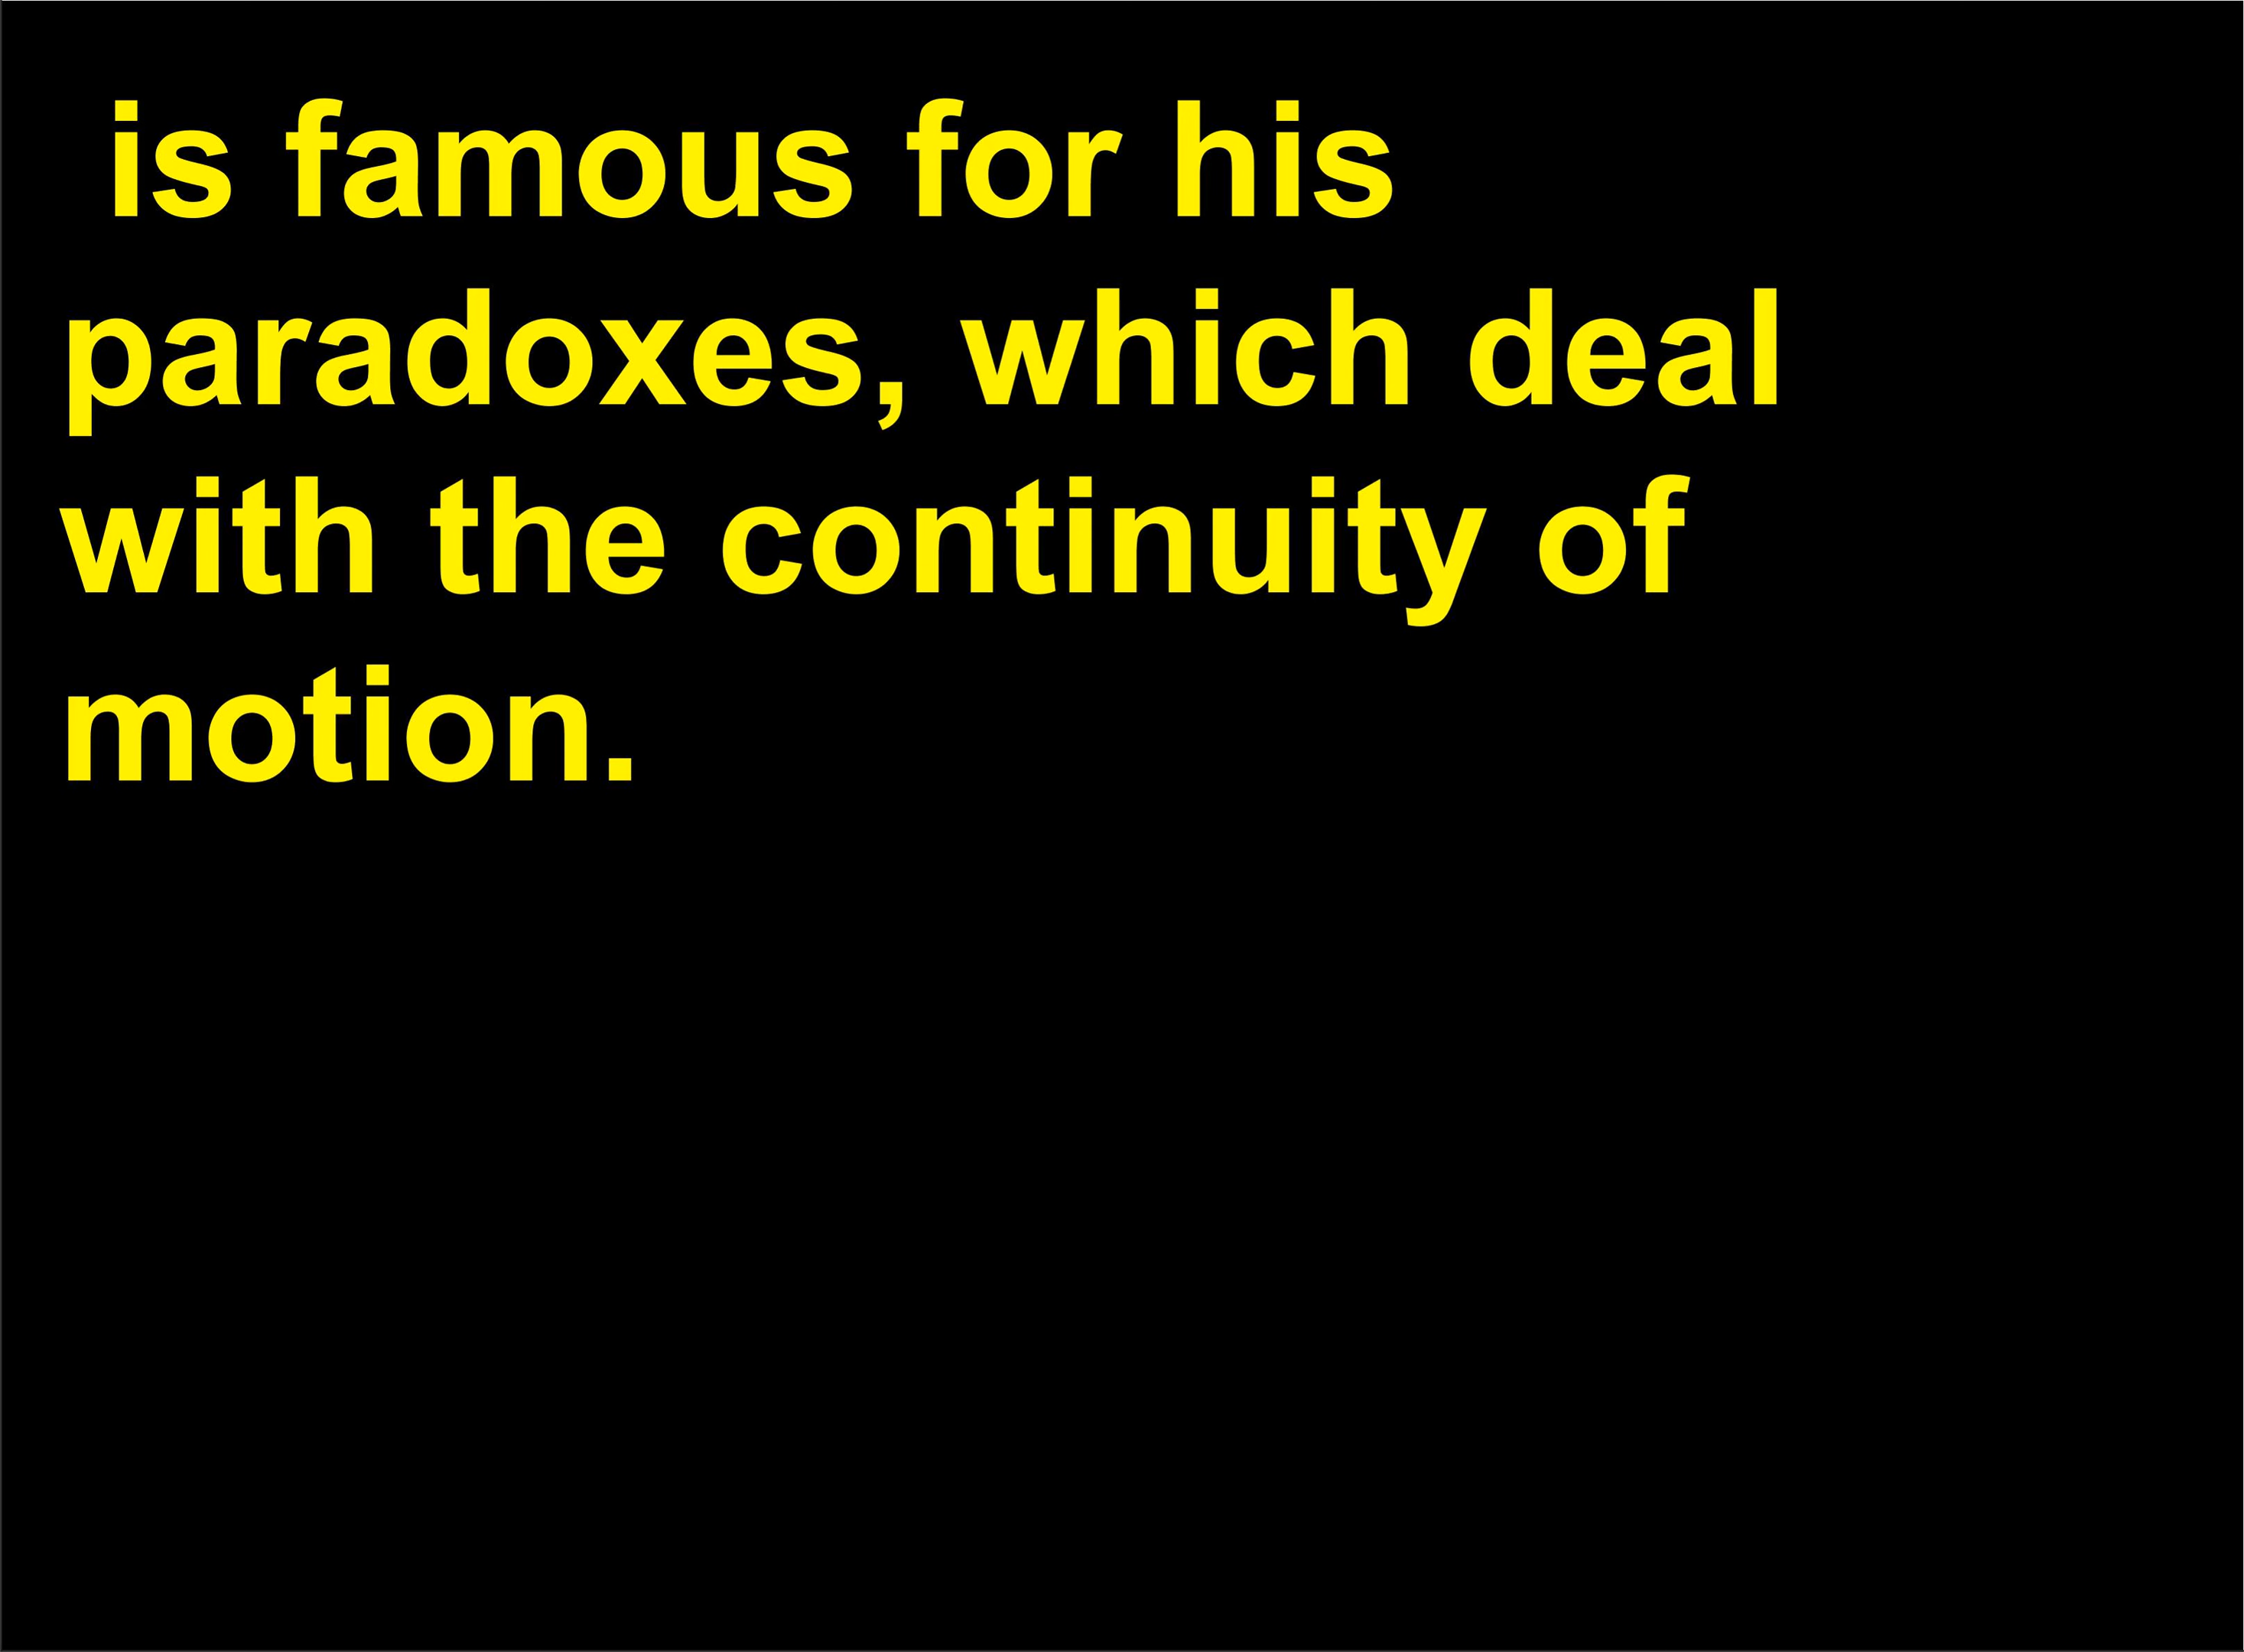 is famous for his
paradoxes, which deal
with the continuity of
motion.